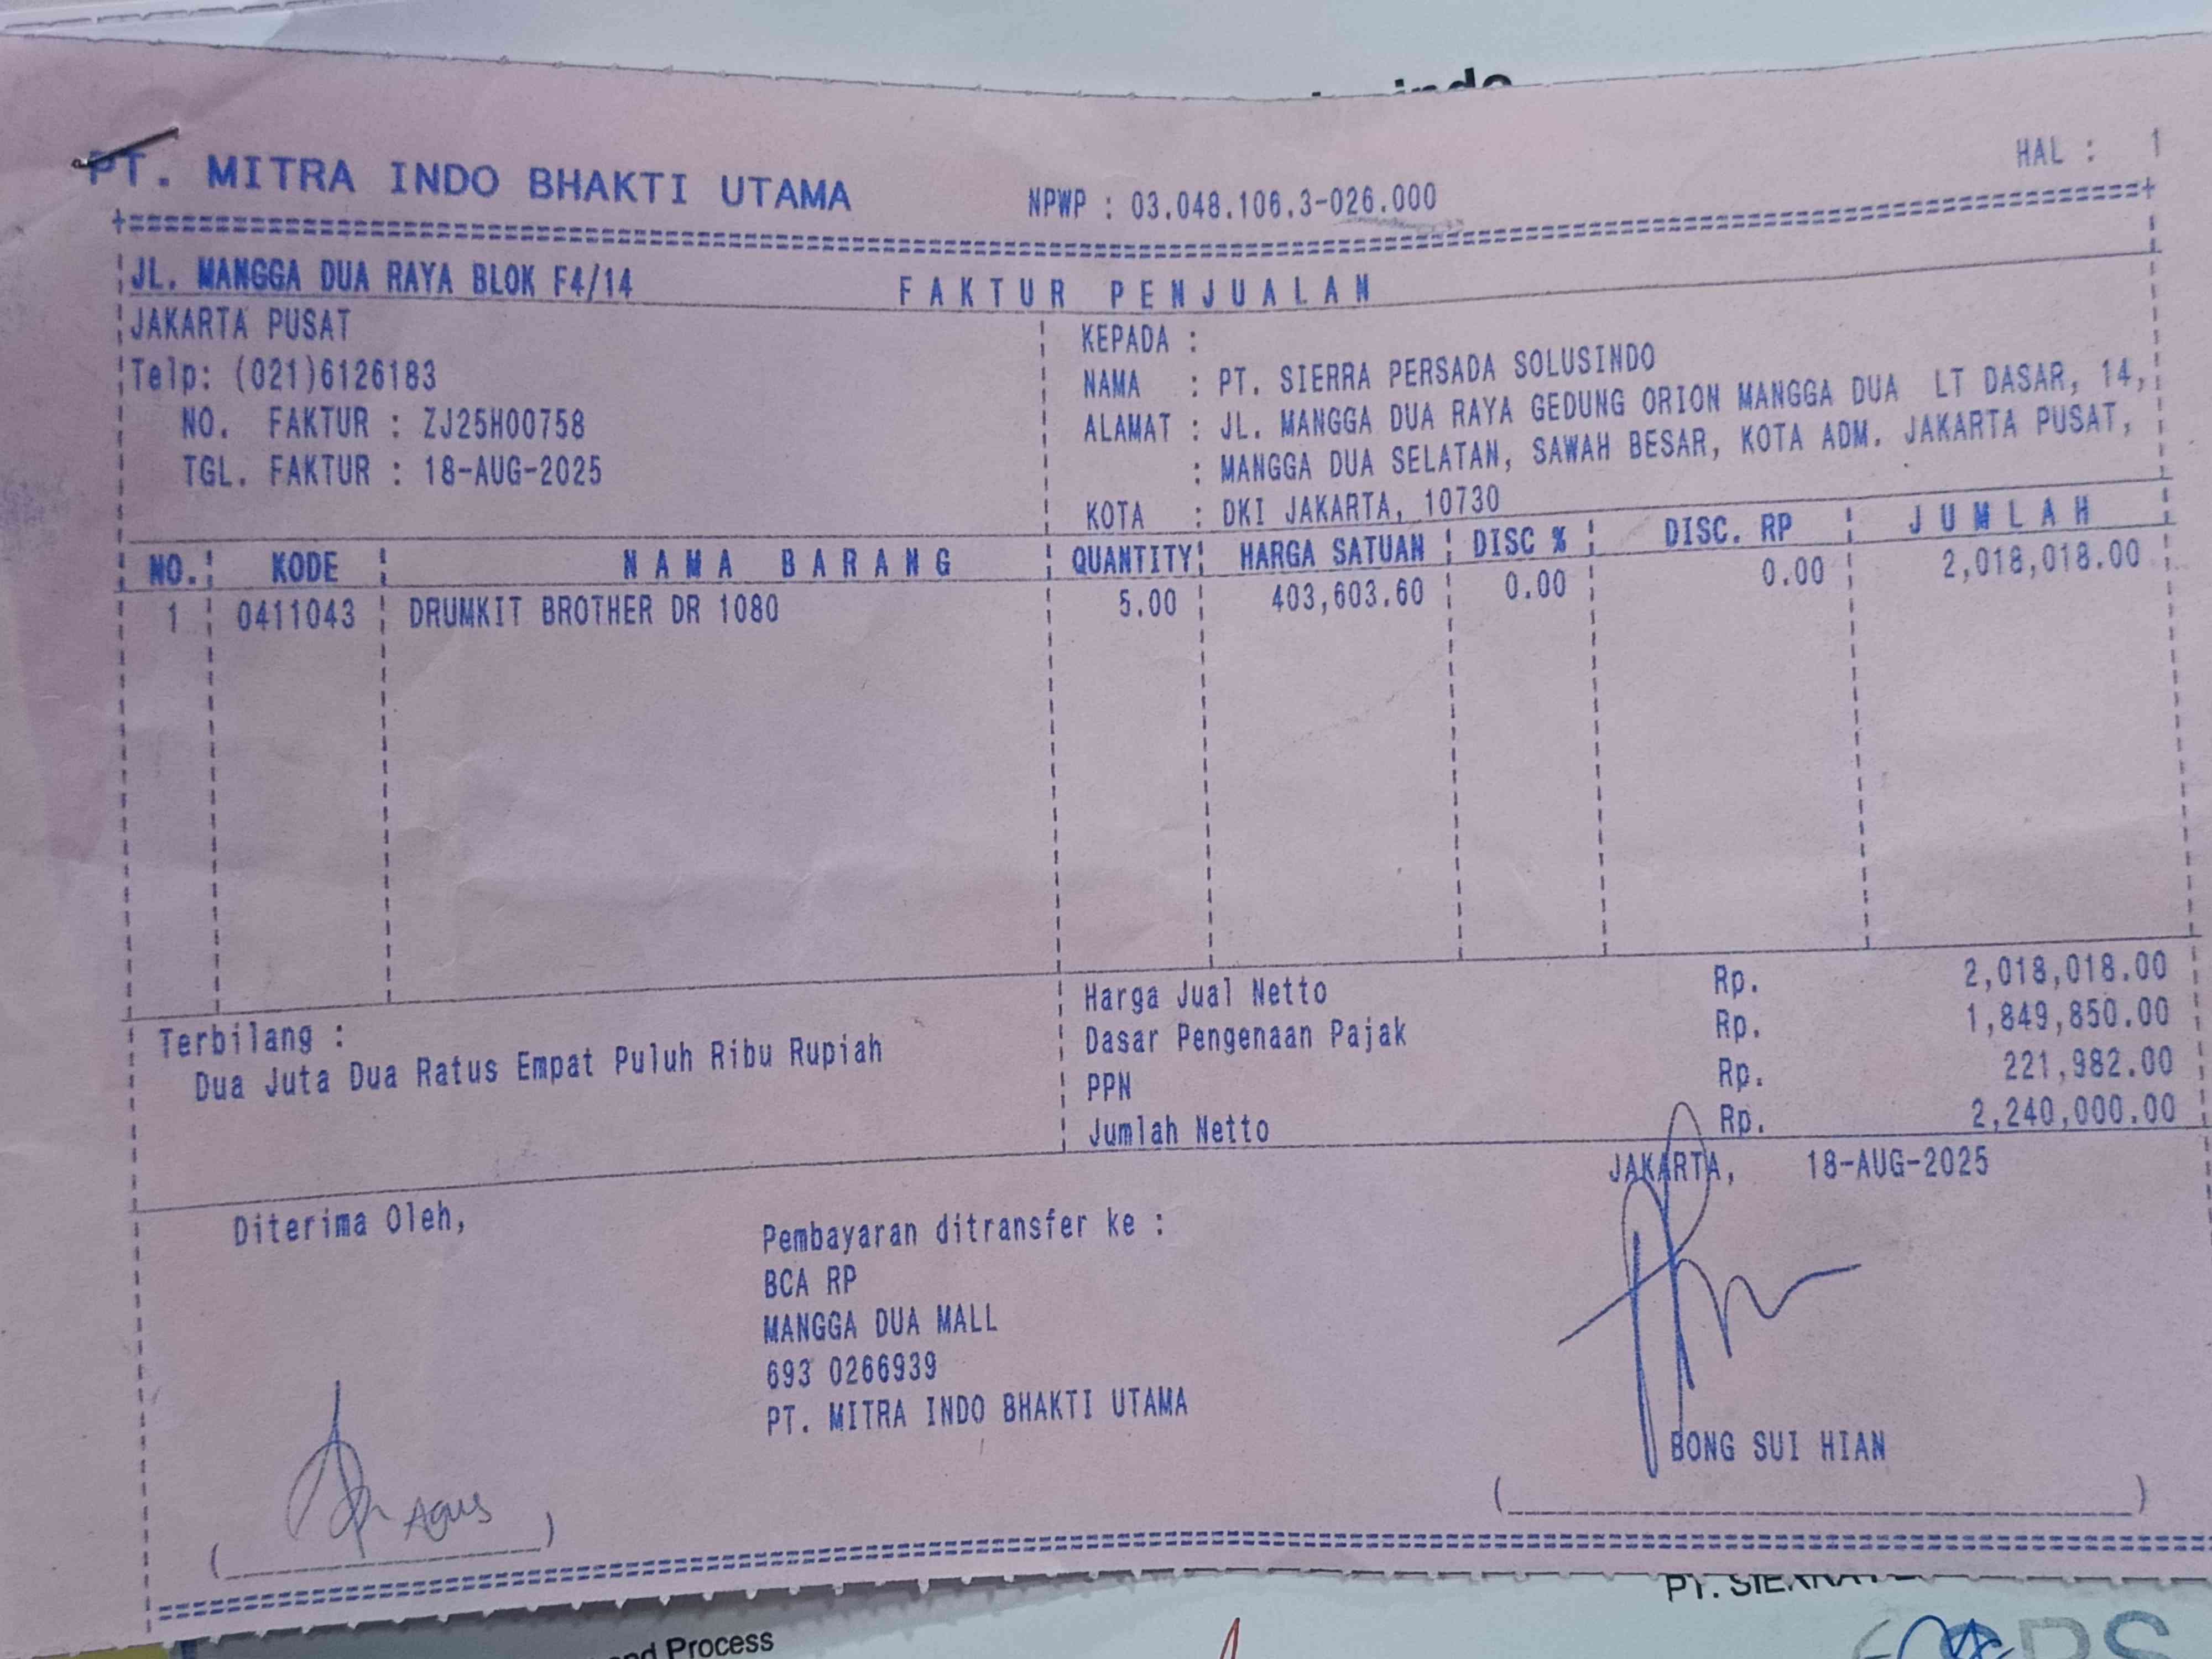 HAL : 1
PT. MITRA INDO BHAKTI UTAMA NPWP : 03.048.106.3-026.000
JL. MANGGA DUA RAYA BLOK F4/14 FAKTUR PENJUALAN
JAKARTA PUSAT
Telp: (021)6126183
NO. FAKTUR : ZJ25H00758
TGL. FAKTUR : 18-AUG-2025
KEPADA :
NAMA : PT. SIERRA PERSADA SOLUSINDO
ALAMAT : JL. MANGGA DUA RAYA GEDUNG ORION MANGGA DUA LT DASAR, 14,
: MANGGA DUA SELATAN, SAWAH BESAR, KOTA ADM. JAKARTA PUSAT,
KOTA : DKI JAKARTA, 10730
NO. KODE NAMA BARANG QUANTITY HARGA SATUAN DISC % DISC. RP JUMLAH
1 0411043 DRUMKIT BROTHER DR 1080 5.00 403,603.60 0.00 0.00 2,018,018.00
Harga Jual Netto Rp. 2,018,018.00
Dasar Pengenaan Pajak Rp. 1,849,850.00
PPN Rp. 221,982.00
Jumlah Netto Rp. 2,240,000.00
Terbilang :
Dua Juta Dua Ratus Empat Puluh Ribu Rupiah
JAKARTA, 18-AUG-2025
Diterima Oleh,
Pembayaran ditransfer ke :
BCA RP
MANGGA DUA MALL
693 0266939
PT. MITRA INDO BHAKTI UTAMA
BONG SUI HIAN
Agus
Process